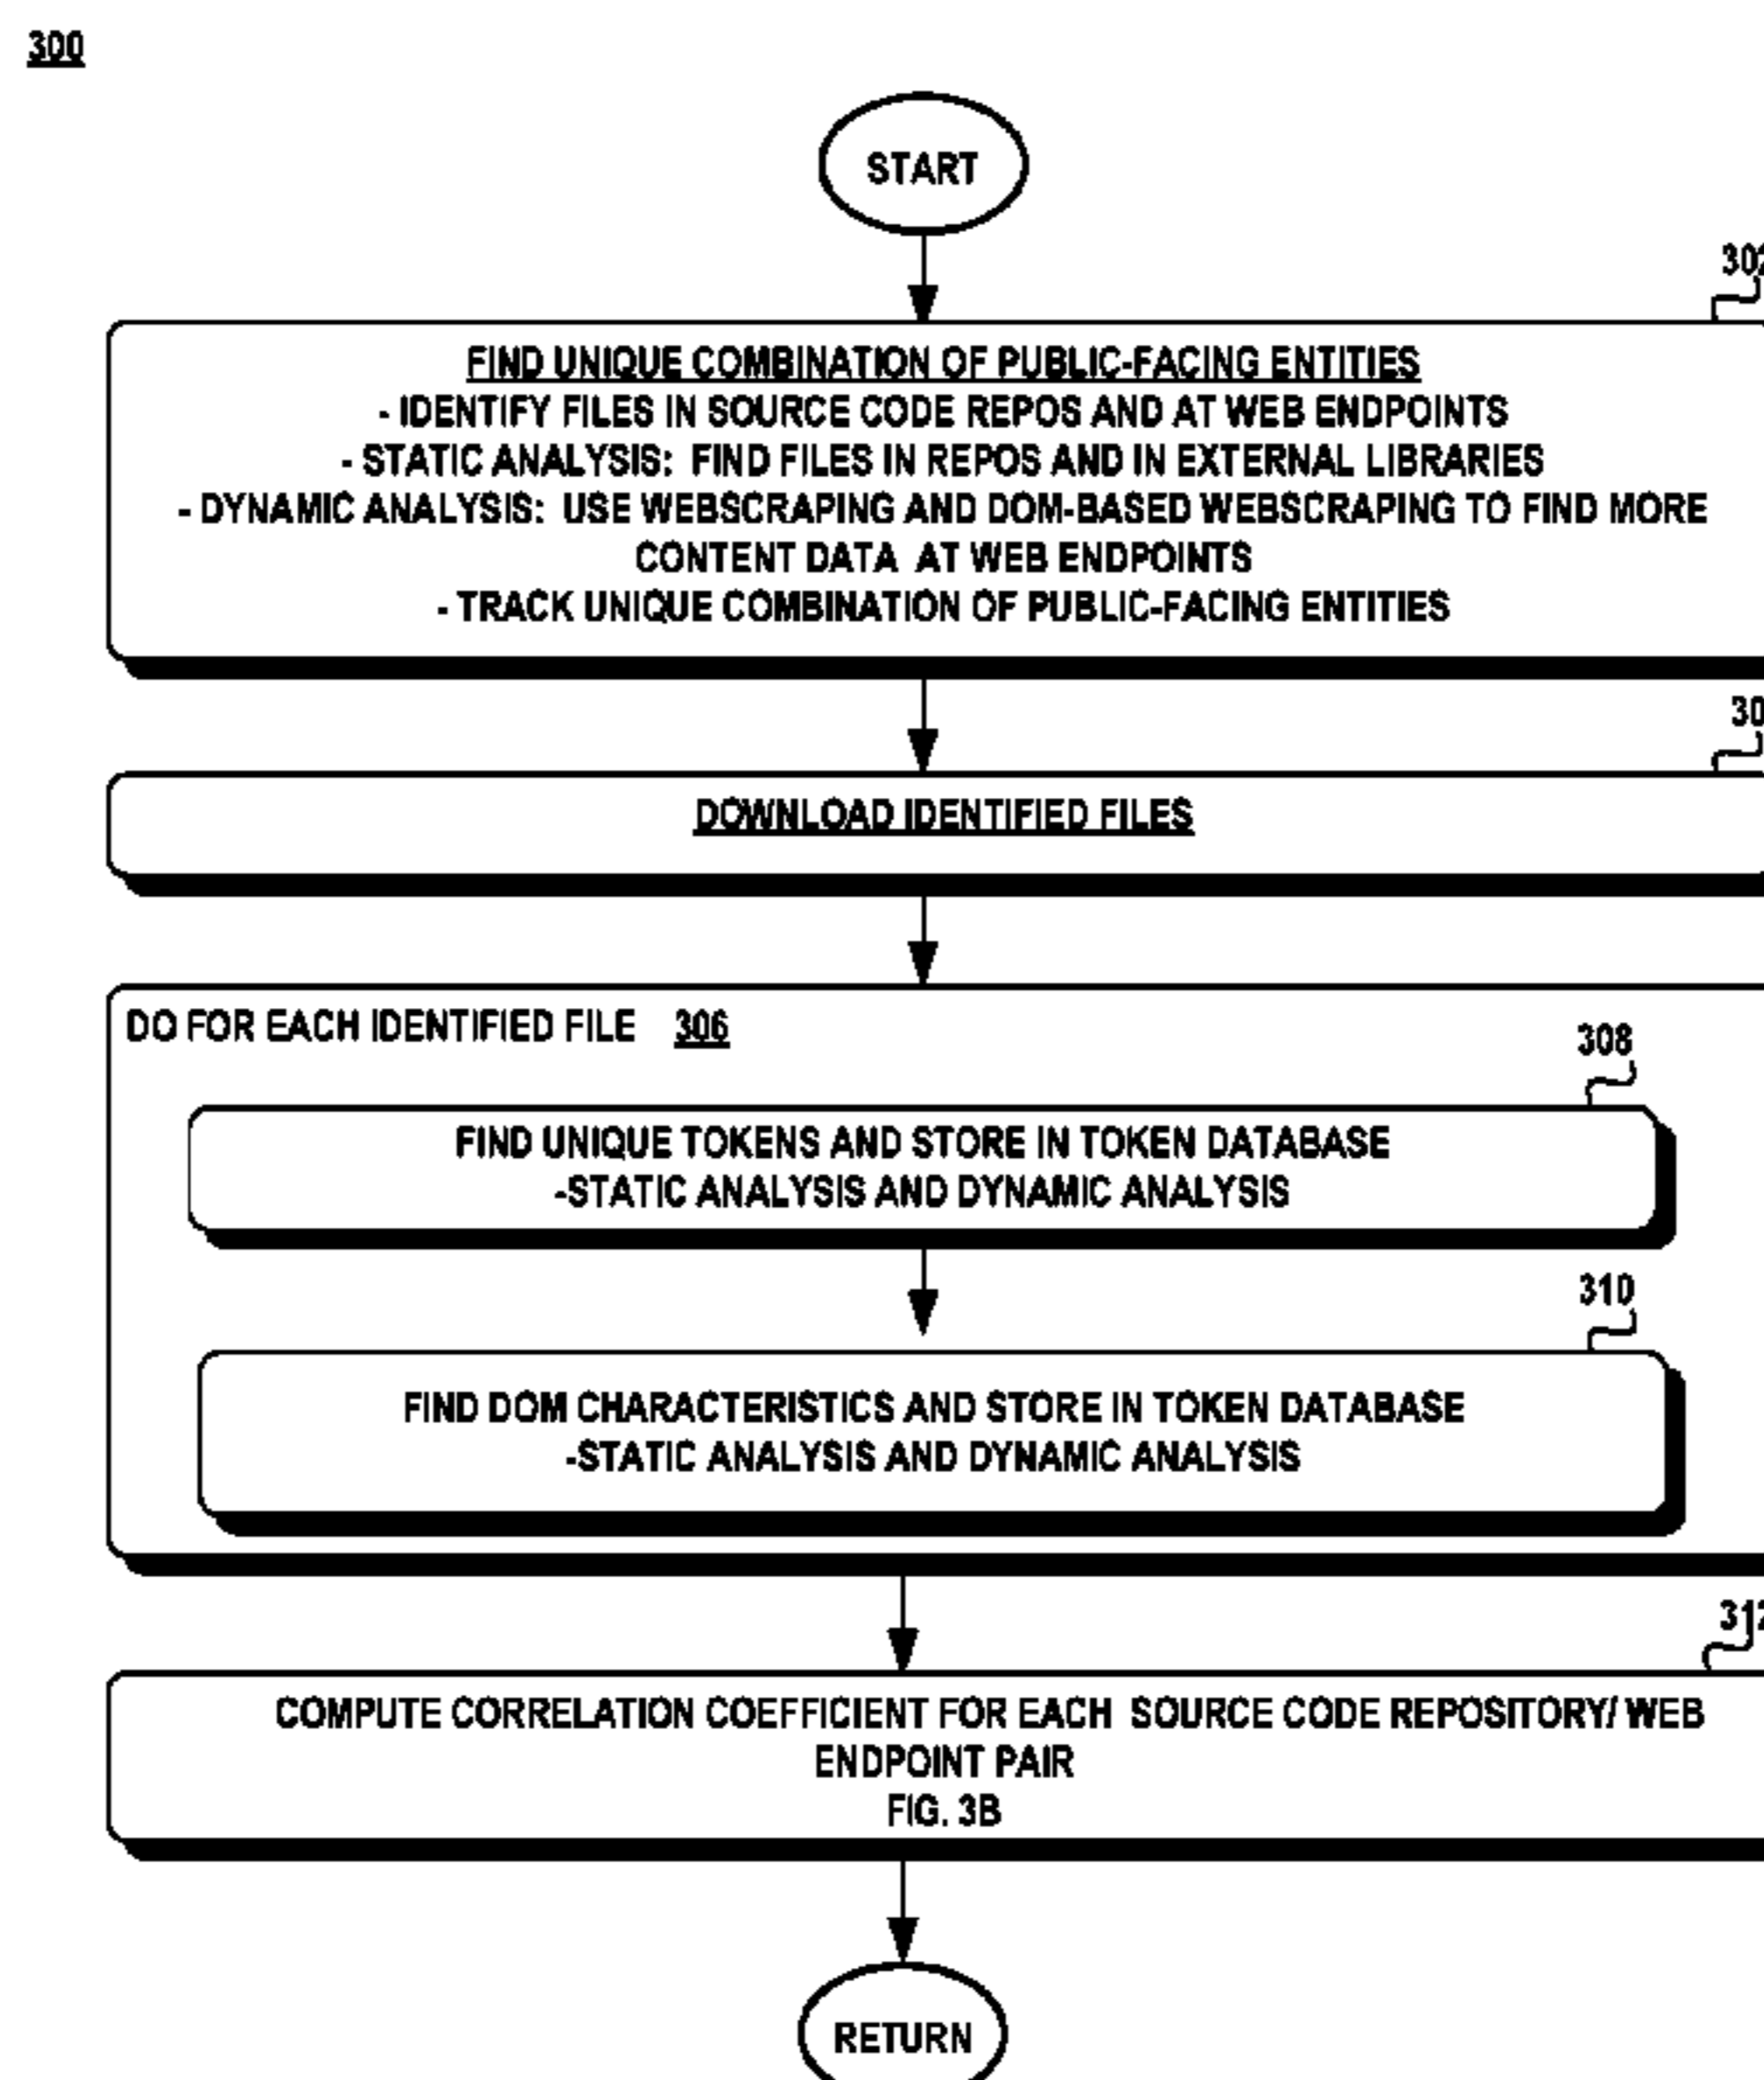 300
START
302
FIND UNIQUE COMBINATION OF PUBLIC-FACING ENTITIES
- IDENTIFY FILES IN SOURCE CODE REPOS AND AT WEB ENDPOINTS
- STATIC ANALYSIS: FIND FILES IN REPOS AND IN EXTERNAL LIBRARIES
- DYNAMIC ANALYSIS: USE WEBSCRAPING AND DOM-BASED WEBSCRAPING TO FIND MORE
CONTENT DATA AT WEB ENDPOINTS
- TRACK UNIQUE COMBINATION OF PUBLIC-FACING ENTITIES
DOWNLOAD IDENTIFIED FILES
DO FOR EACH IDENTIFIED FILE 306
308
FIND UNIQUE TOKENS AND STORE IN TOKEN DATABASE
-STATIC ANALYSIS AND DYNAMIC ANALYSIS
310
FIND DOM CHARACTERISTICS AND STORE IN TOKEN DATABASE
-STATIC ANALYSIS AND DYNAMIC ANALYSIS
312
COMPUTE CORRELATION COEFFICIENT FOR EACH SOURCE CODE REPOSITORY/ WEB
ENDPOINT PAIR
FIG. 3B
RETURN